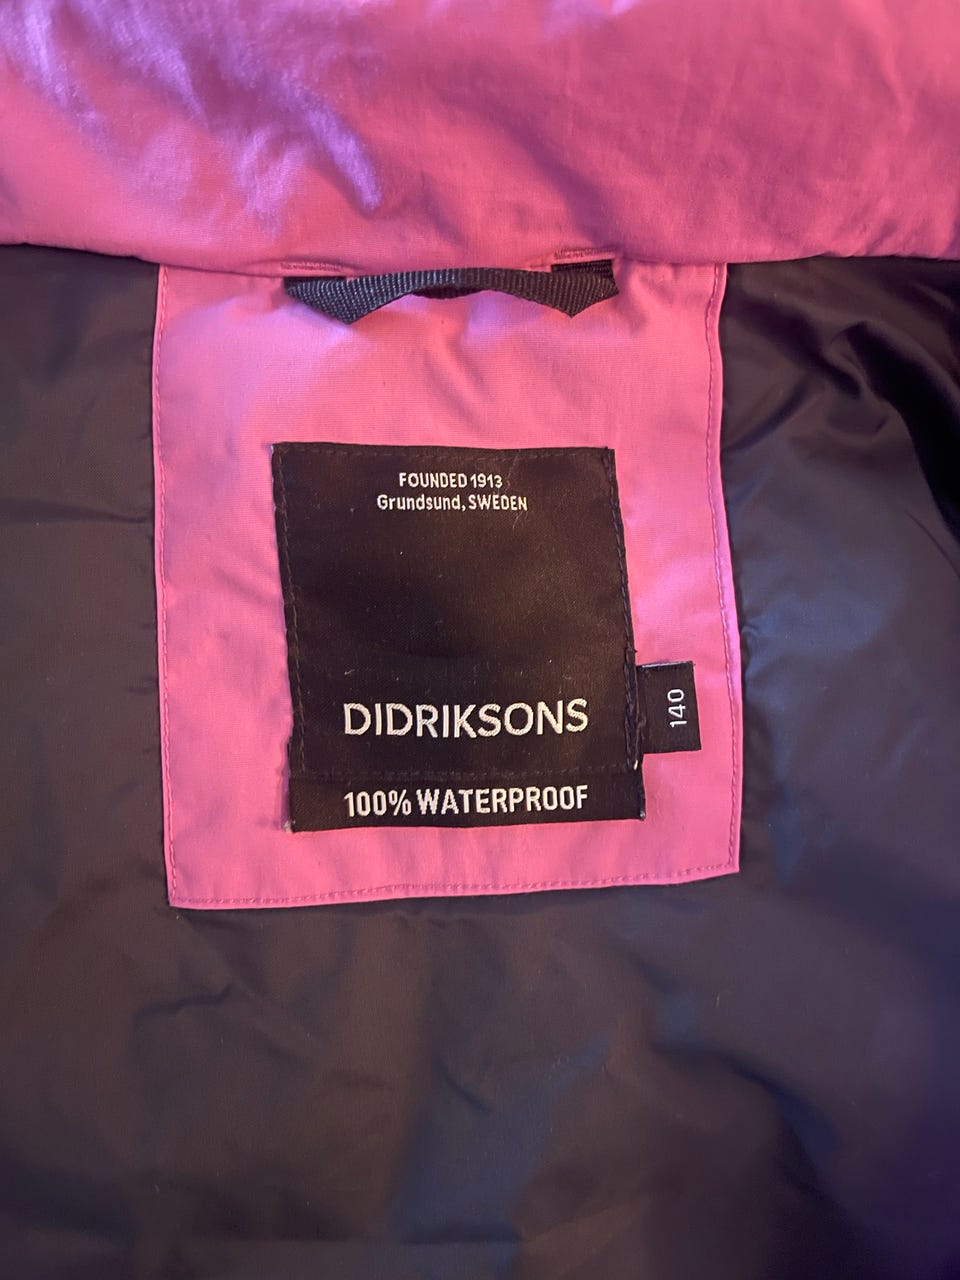 FOUNDED 1913
Grundsund, SWEDEN
DIDRIKSONS
140
100% WATERPROOF